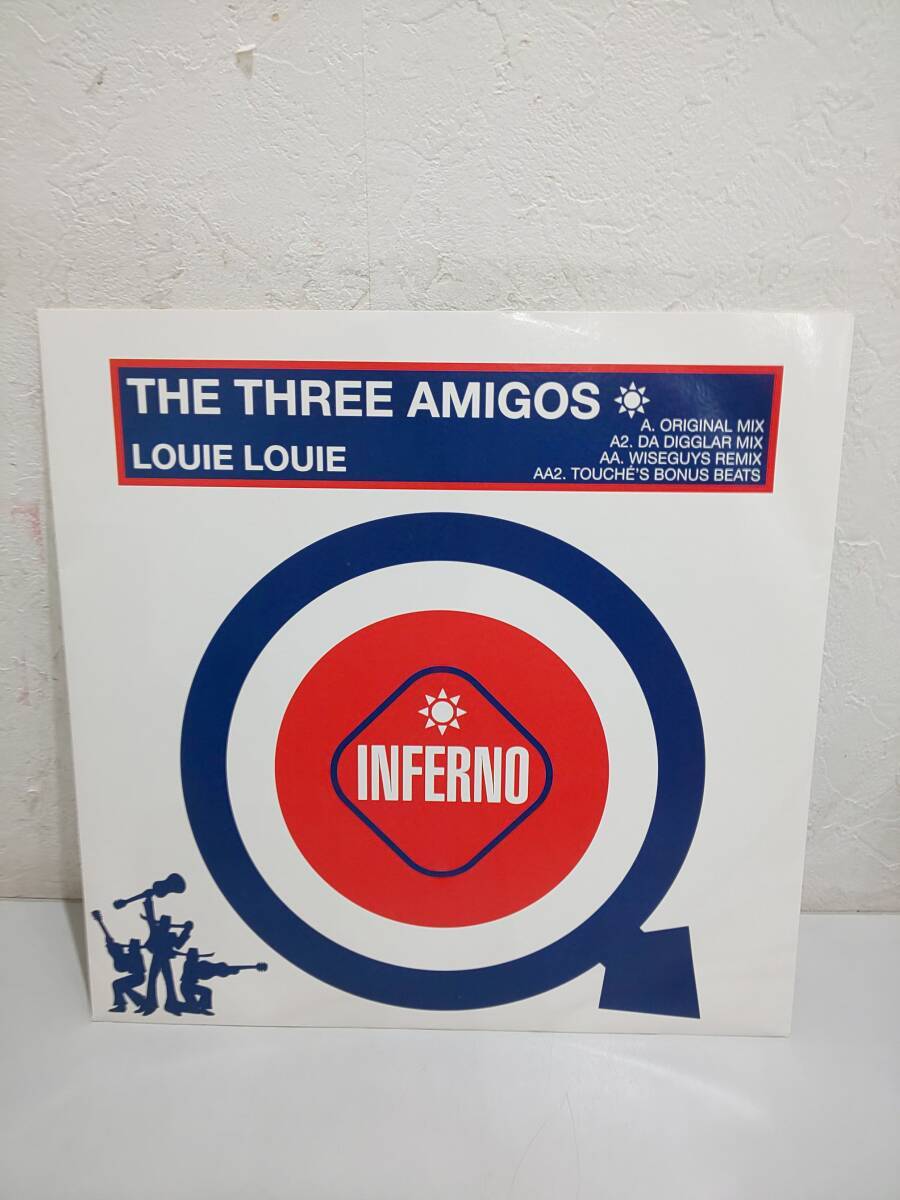 THE THREE AMIGOS
LOUIE LOUIE
A. ORIGINAL MIX
A2. DA DIGGLAR MIX
AA. WISEGUYS REMIX
AA2. TOUCHÉ'S BONUS BEATS
INFERNO